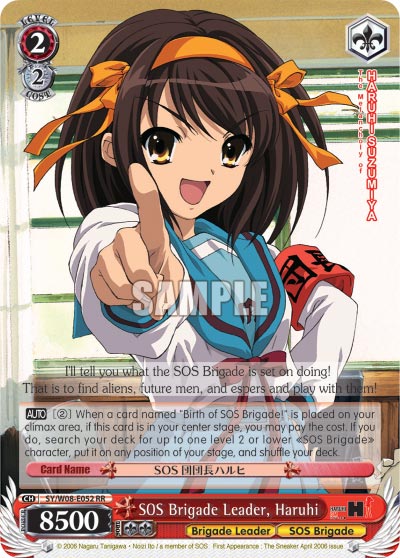 LEVEL
2
2
COST
The Melancholy of
HARUHI SUZUMIYA
団長
SAMPLE
I'll tell you what the SOS Brigade is set on doing!
That is to find aliens, future men, and espers and play with them!
AUTO [②] When a card named "Birth of SOS Brigade!" is placed on your
climax area, if this card is in your center stage, you may pay the cost. If you
do, search your deck for up to one level 2 or lower «SOS Brigade»
character, put it on any position of your stage, and shuffle your deck.
Card Name
SOS 団団長ハルヒ
CH SY/W08-E052 RR
8500
SOS Brigade Leader, Haruhi
H
Brigade Leader
SOS Brigade
© 2006 Nagaru Tanigawa • Noizi Ito / a member of SOS First Appearance : The Sneaker April 2006 issue